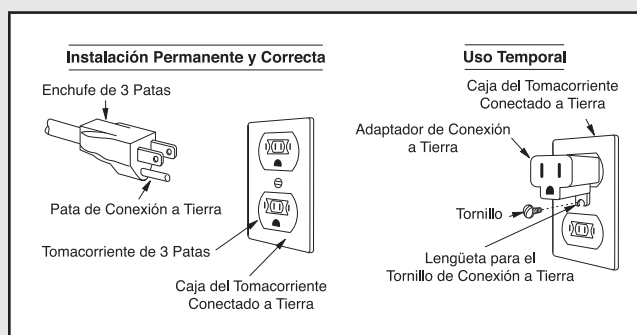 Instalación Permanente y Correcta
Enchufe de 3 Patas
Pata de Conexión a Tierra
Tomacorriente de 3 Patas
Caja del Tomacorriente
Conectado a Tierra
Uso Temporal
Caja del Tomacorriente
Conectado a Tierra
Adaptador de Conexión
a Tierra
Tornillo
Lengüeta para el
Tornillo de Conexión a Tierra